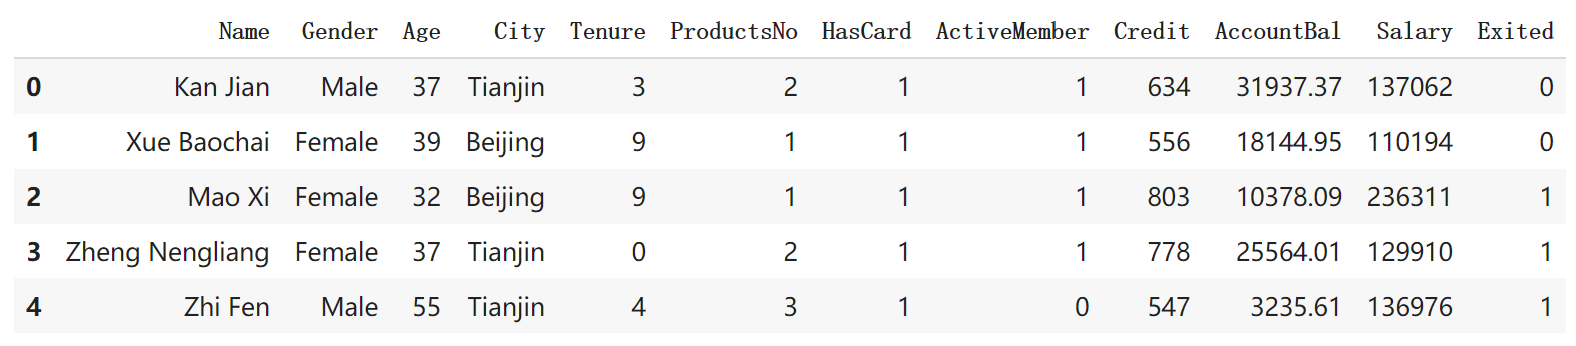 Name Gender Age City Tenure ProductsNo HasCard ActiveMember Credit AccountBal Salary Exited
0 Kan Jian Male 37 Tianjin 3 2 1 1 634 31937.37 137062 0
1 Xue Baochai Female 39 Beijing 9 1 1 1 556 18144.95 110194 0
2 Mao Xi Female 32 Beijing 9 1 1 1 803 10378.09 236311 1
3 Zheng Nengliang Female 37 Tianjin 0 2 1 1 778 25564.01 129910 1
4 Zhi Fen Male 55 Tianjin 4 3 1 0 547 3235.61 136976 1